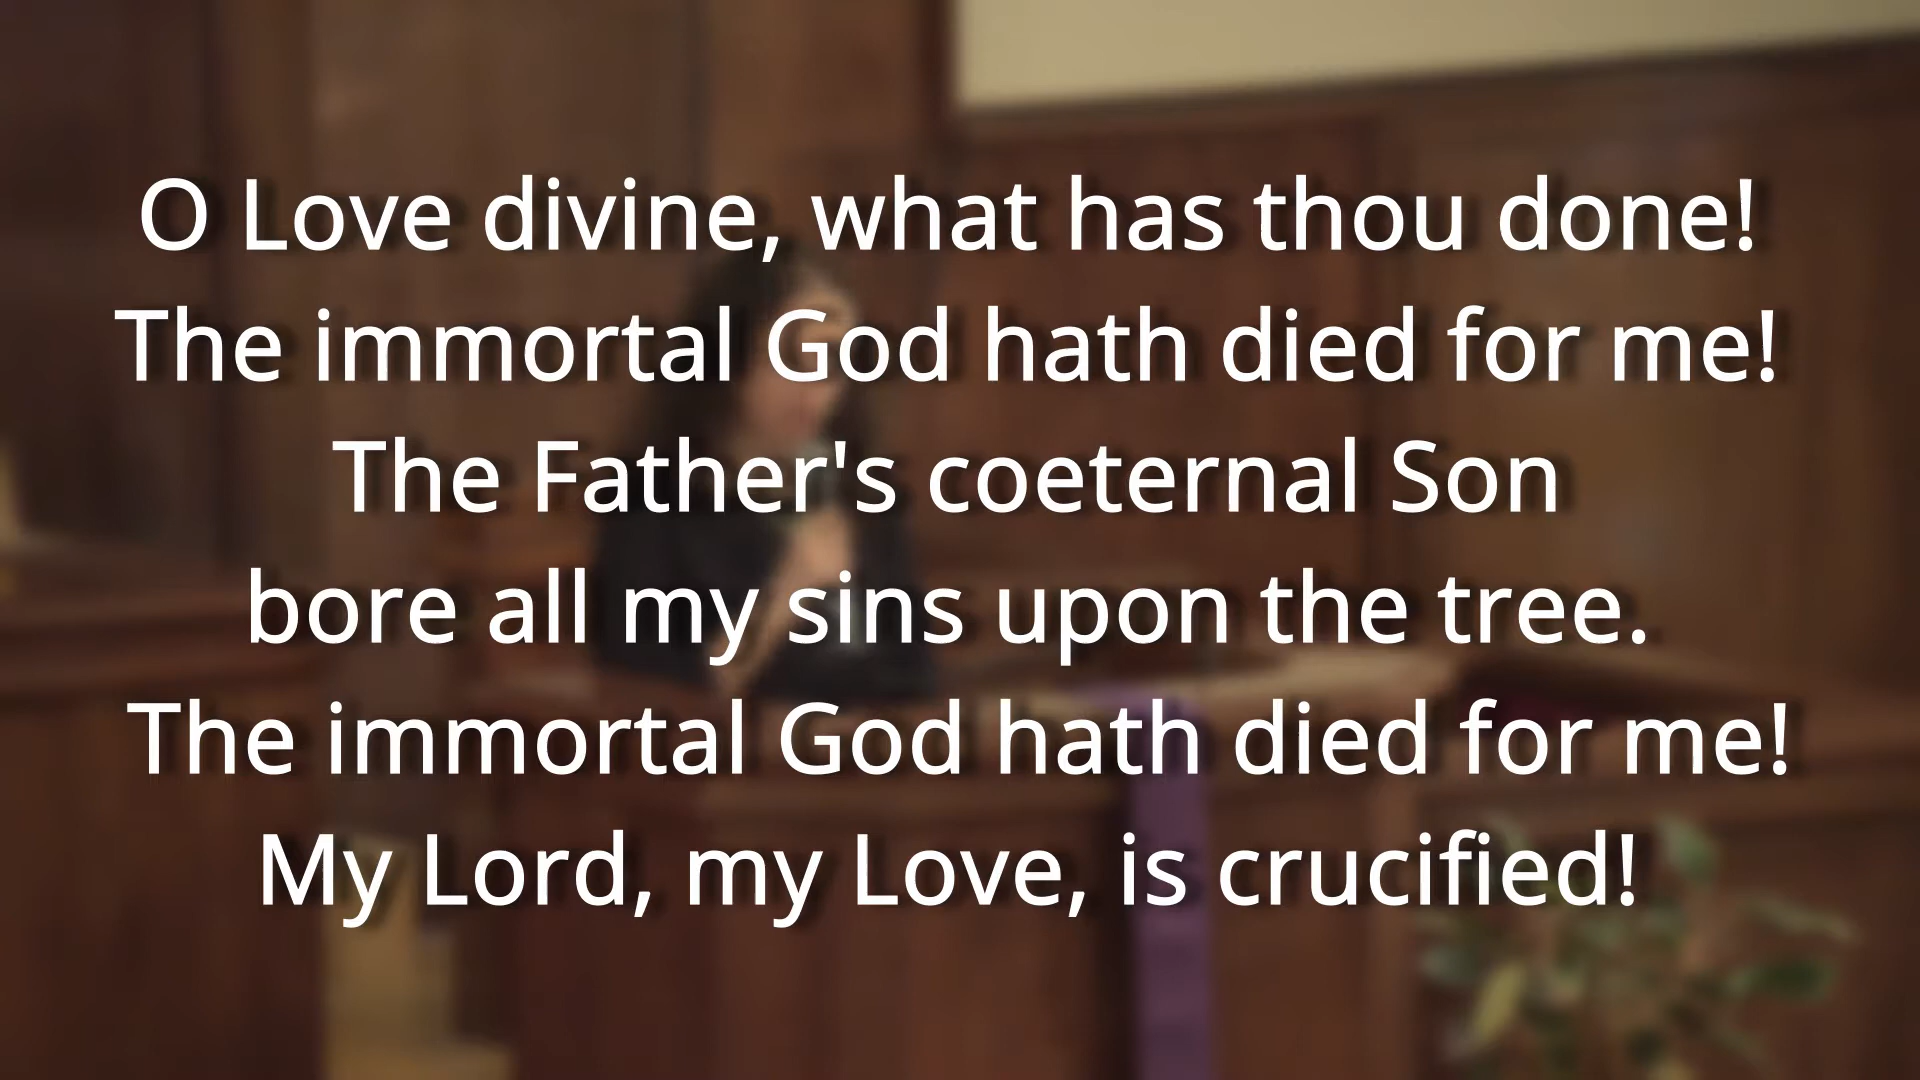 O Love divine, what has thou done!
The immortal God hath died for me!
The Father's coeternal Son
bore all my sins upon the tree.
The immortal God hath died for me!
My Lord, my Love, is crucified!